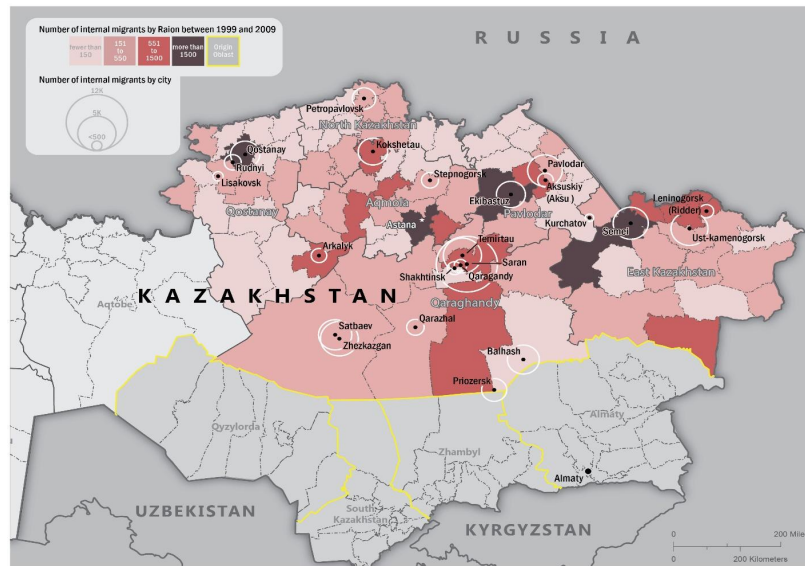 Number of internal migrants by Raion between 1999 and 2009
fewer than 150
151 to 550
551 to 1500
more than 1500
Origin Oblast
Number of internal migrants by city
12K
5K
<500
RUSSIA
Petropavlovsk
North Kazakhstan
Qostanay
Rudnyi
Kokshetau
Lisakovsk
Stepnogorsk
Pavlodar
Aksuskiy
(Aksu)
Ekibastuz
Pavlodar
Leninogorsk
(Ridder)
Qostanay
Aqmola
Astana
Kurchatov
Semei
Ust-kamenogorsk
Arkalyk
Temirtau
Saran
Shakhtinsk
Qaragandy
East Kazakhstan
KAZAKHSTAN
Qaraghandy
Aqtobe
Satbaev
Zhezkazgan
Qarazhal
Balhash
Priozersk
Almaty
Qyzylorda
Zhambyl
Almaty
South
Kazakhstan
UZBEKISTAN
KYRGYZSTAN
0 200 Mile
0 200 Kilometers